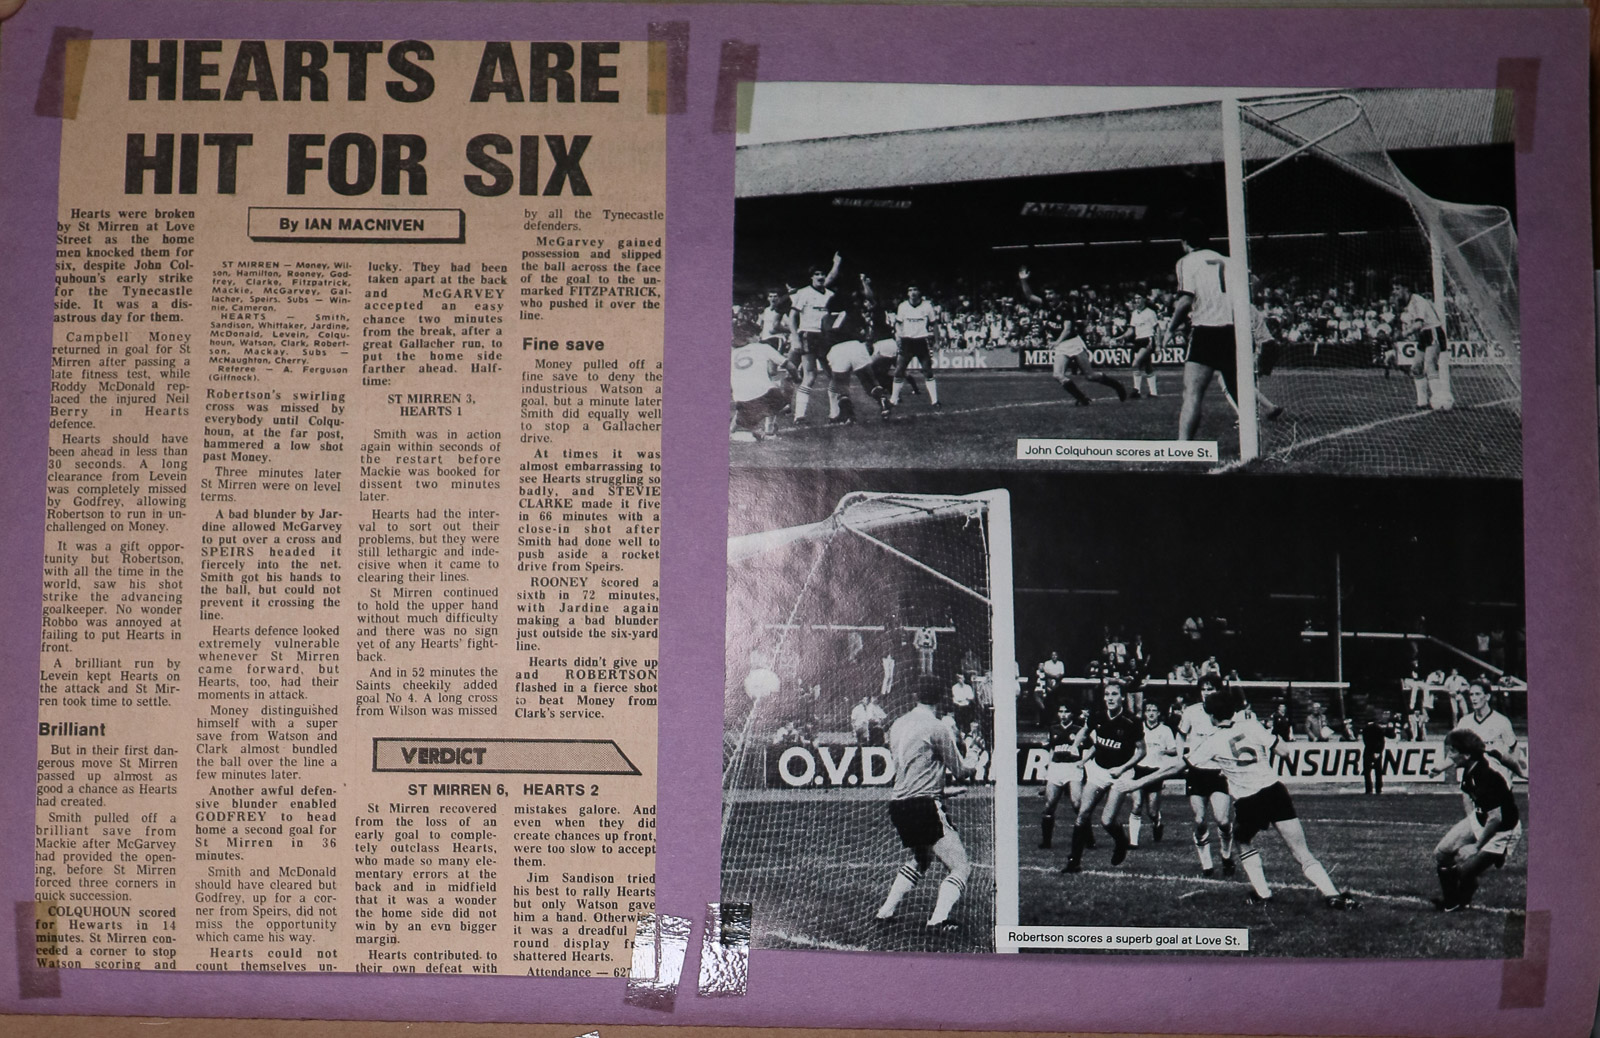 HEARTS ARE
HIT FOR SIX
By IAN MACNIVEN
Hearts were broken
by St Mirren at Love
Street as the home
men knocked them for
six, despite John Col-
quhoun's early strike
for the Tynecastle
side. It was a dis-
astrous day for them.
Campbell Money
returned in goal for St
Mirren after passing a
late fitness test, while
Roddy McDonald rep-
laced the injured Neil
Berry in Hearts
defence.
Hearts should have
been ahead in less than
30 seconds. A long
clearance from Levein
was completely missed
by Godfrey, allowing
Robertson to run in un-
challenged on Money.
It was a gift oppor-
tunity but Robertson,
with all the time in the
world, saw his shot
strike the advancing
goalkeeper. No wonder
Robbo was annoyed at
failing to put Hearts in
front.
A brilliant run by
Levein kept Hearts on
the attack and St Mir-
ren took time to settle.
Brilliant
But in their first dan-
gerous move St Mirren
passed up almost as
good a chance as Hearts
had created.
Smith pulled off a
brilliant save from
Mackie after McGarvey
had provided the open-
ing, before St Mirren
forced three corners in
quick succession.
COLQUHOUN scored
for Hewarts in 14
minutes. St Mirren con-
ceded a corner to stop
Watson scoring and
ST MIRREN — Money, Wil-
son, Hamilton, Rooney, God-
frey, Clarke, Fitzpatrick,
Mackie, McGarvey, Gal-
lacher, Speirs. Subs — Win-
nie, Cameron.
HEARTS — Smith,
Sandison, Whittaker, Jardine,
McDonald, Levein, Colqu-
houn, Watson, Clark, Robert-
son, Mackay. Subs —
McNaughton, Cherry.
Referee — A. Ferguson
(Giffnock).
Robertson's swirling
cross was missed by
everybody until Colqu-
houn, at the far post,
hammered a low shot
past Money.
Three minutes later
St Mirren were on level
terms.
A bad blunder by Jar-
dine allowed McGarvey
to put over a cross and
SPEIRS headed it
fiercely into the net.
Smith got his hands to
the ball, but could not
prevent it crossing the
line.
Hearts defence looked
extremely vulnerable
whenever St Mirren
came forward, but
Hearts, too, had their
moments in attack.
Money distinguished
himself with a super
save from Watson and
Clark almost bundled
the ball over the line a
few minutes later.
Another awful defen-
sive blunder enabled
GODFREY to head
home a second goal for
St Mirren in 36
minutes.
Smith and McDonald
should have cleared but
Godfrey, up for a cor-
ner from Speirs, did not
miss the opportunity
which came his way.
Hearts could not
count themselves un-
lucky. They had been
taken apart at the back
and McGARVEY
accepted an easy
chance two minutes
from the break, after a
great Gallacher run, to
put the home side
farther ahead. Half-
time:
ST MIRREN 3,
HEARTS 1
Smith was in action
again within seconds of
the restart before
Mackie was booked for
dissent two minutes
later.
Hearts had the inter-
val to sort out their
problems, but they were
still lethargic and inde-
cisive when it came to
clearing their lines.
St Mirren continued
to hold the upper hand
without much difficulty
and there was no sign
yet of any Hearts' fight-
back.
And in 52 minutes the
Saints cheekily added
goal No 4. A long cross
from Wilson was missed
by all the Tynecastle
defenders.
McGarvey gained
possession and slipped
the ball across the face
of the goal to the un-
marked FITZPATRICK,
who pushed it over the
line.
Fine save
Money pulled off a
fine save to deny the
industrious Watson a
goal, but a minute later
Smith did equally well
to stop a Gallacher
drive.
At times it was
almost embarrassing to
see Hearts struggling so
badly, and STEVIE
CLARKE made it five
in 66 minutes with a
close-in shot after
Smith had done well to
push aside a rocket
drive from Speirs.
ROONEY scored a
sixth in 72 minutes,
with Jardine again
making a bad blunder
just outside the six-yard
line.
Hearts didn't give up
and ROBERTSON
flashed in a fierce shot
to beat Money from
Clark's service.
VERDICT
ST MIRREN 6, HEARTS 2
St Mirren recovered
from the loss of an
early goal to comple-
tely outclass Hearts,
who made so many ele-
mentary errors at the
back and in midfield
that it was a wonder
the home side did not
win by an evn bigger
margin.
Hearts contributed to
their own defeat with
mistakes galore. And
even when they did
create chances up front,
were too slow to accept
them.
Jim Sandison tried
his best to rally Hearts
but only Watson gave
him a hand. Otherwise
it was a dreadful
round display
shattered Hearts.
Attendance — 627
7
John Colquhoun scores at Love St.
O.V.D
INSURANCE
5
Robertson scores a superb goal at Love St.